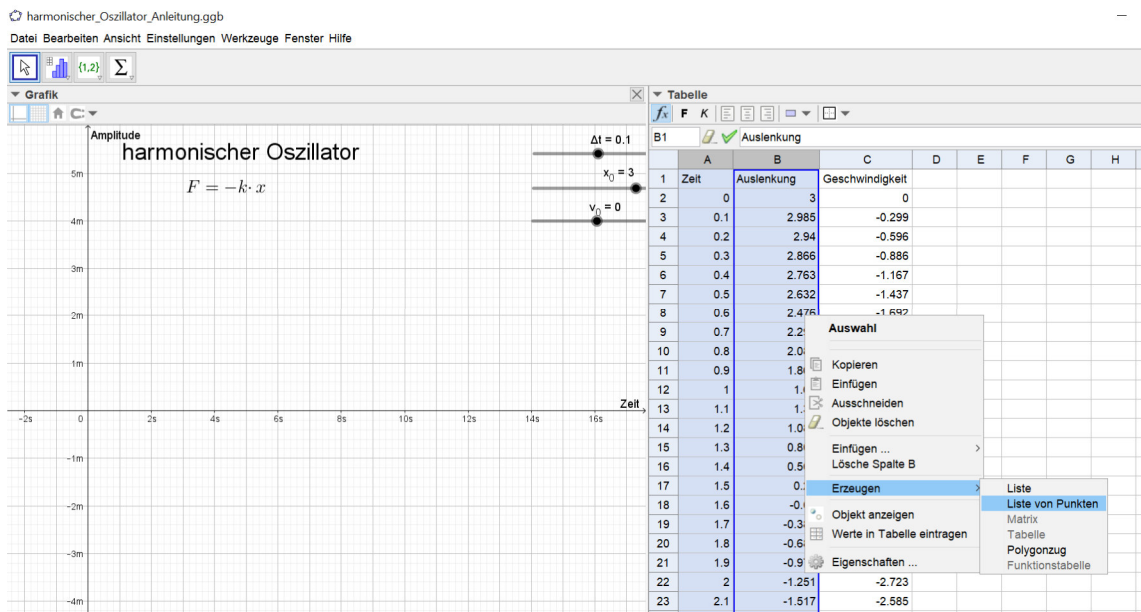 harmonischer_Oszillator_Anleitung.ggb
Datei Bearbeiten Ansicht Einstellungen Werkzeuge Fenster Hilfe
{1,2} Σ
Grafik
Tabelle
fx F K
B1 Auslenkung
Amplitude
harmonischer Oszillator
F = −k· x
Δt = 0.1
x₀ = 3
v₀ = 0
5m
4m
3m
2m
1m
Zeit
-2s 0 2s 4s 6s 8s 10s 12s 14s 16s
-1m
-2m
-3m
-4m
A B C D E F G H
1 Zeit Auslenkung Geschwindigkeit
2 0 3 0
3 0.1 2.985 -0.299
4 0.2 2.94 -0.596
5 0.3 2.866 -0.886
6 0.4 2.763 -1.167
7 0.5 2.632 -1.437
8 0.6 2.476 -1.692
9 0.7
10 0.8
11 0.9
12 1
13 1.1
14 1.2
15 1.3
16 1.4
17 1.5
18 1.6
19 1.7
20 1.8
21 1.9
22 2 -1.251 -2.723
23 2.1 -1.517 -2.585
Auswahl
Kopieren
Einfügen
Ausschneiden
Objekte löschen
Einfügen ...
Lösche Spalte B
Erzeugen
Objekt anzeigen
Werte in Tabelle eintragen
Eigenschaften ...
Liste
Liste von Punkten
Matrix
Tabelle
Polygonzug
Funktionstabelle